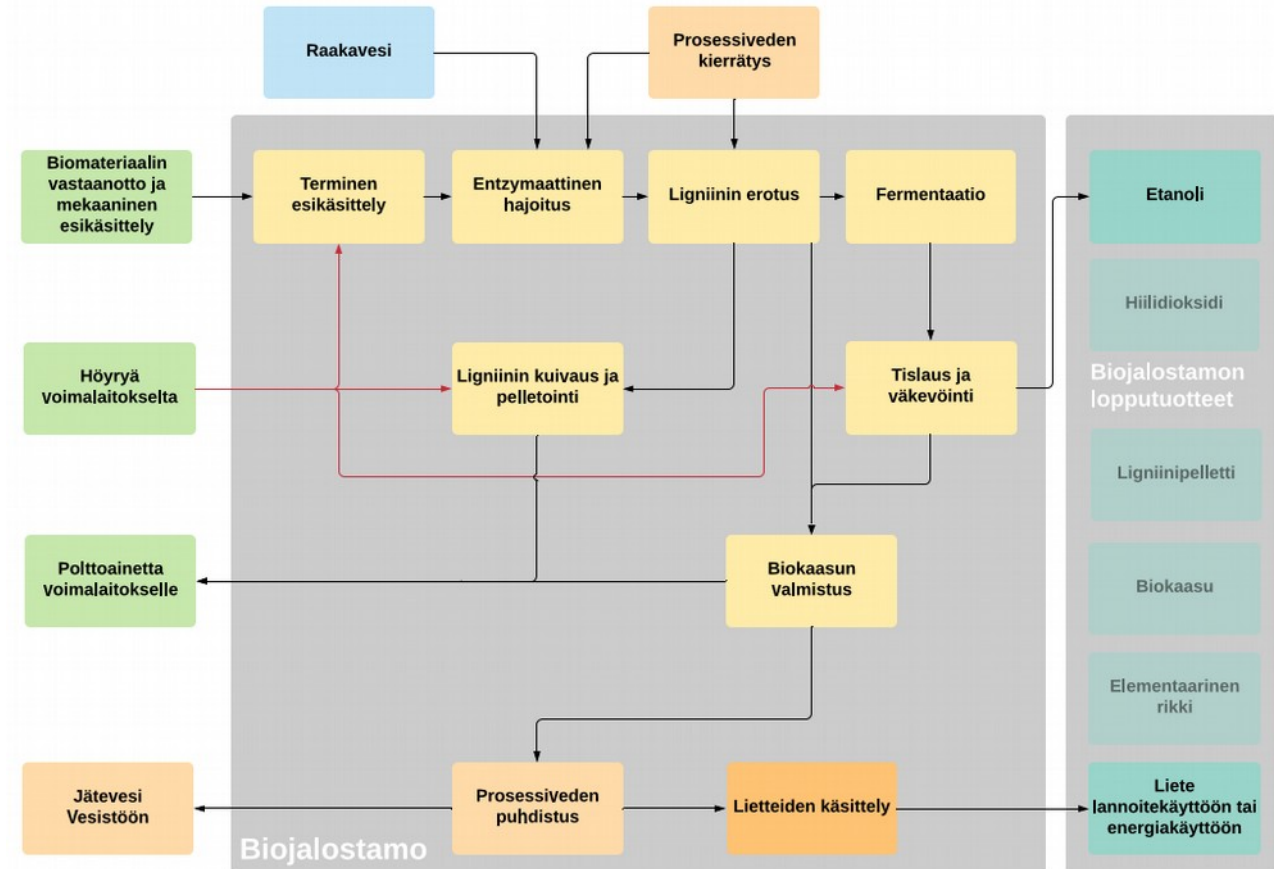 Raakavesi
Prosessiveden
kierrätys
Biomateriaalin
vastaanotto ja
mekaaninen
esikäsittely
Terminen
esikäsittely
Entzymaattinen
hajoitus
Ligniinin erotus
Fermentaatio
Etanoli
Hiilidioksidi
Höyryä
voimalaitokselta
Ligniinin kuivaus ja
pelletointi
Tislaus ja
väkevöinti
Biojalostamon
lopputuotteet
Ligniinipelletti
Polttoainetta
voimalaitokselle
Biokaasun
valmistus
Biokaasu
Elementaarinen
rikki
Jätevesi
Vesistöön
Prosessiveden
puhdistus
Lietteiden käsittely
Liete
lannoitekäyttöön tai
energiakäyttöön
Biojalostamo